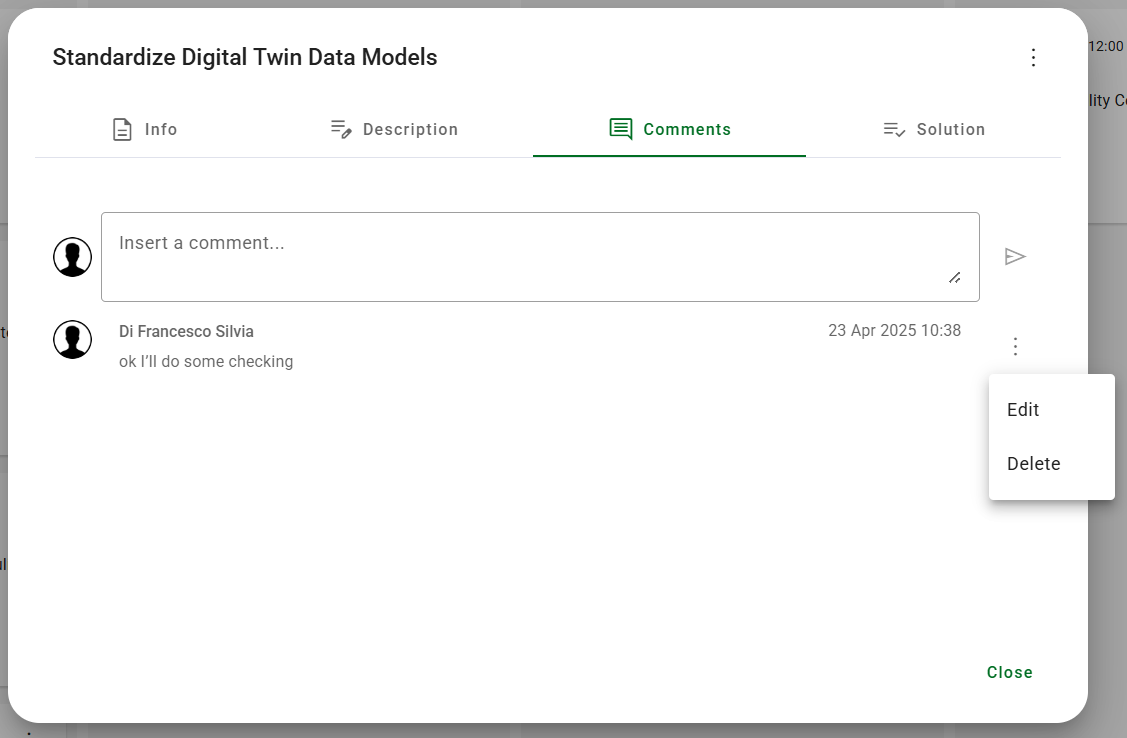 Standardize Digital Twin Data Models
12:00
Info
Description
Comments
Solution
Insert a comment...
Di Francesco Silvia
23 Apr 2025 10:38
ok I’ll do some checking
Edit
Delete
Close